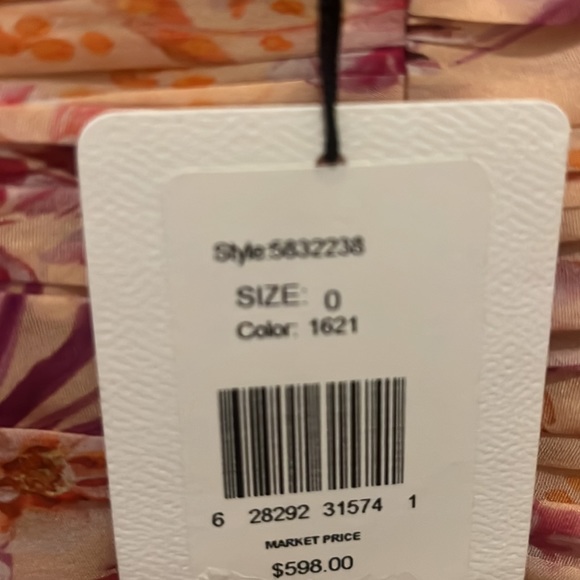 Style:5832238
SIZE: 0
Color: 1621
6 28292 31574 1
MARKET PRICE
$598.00